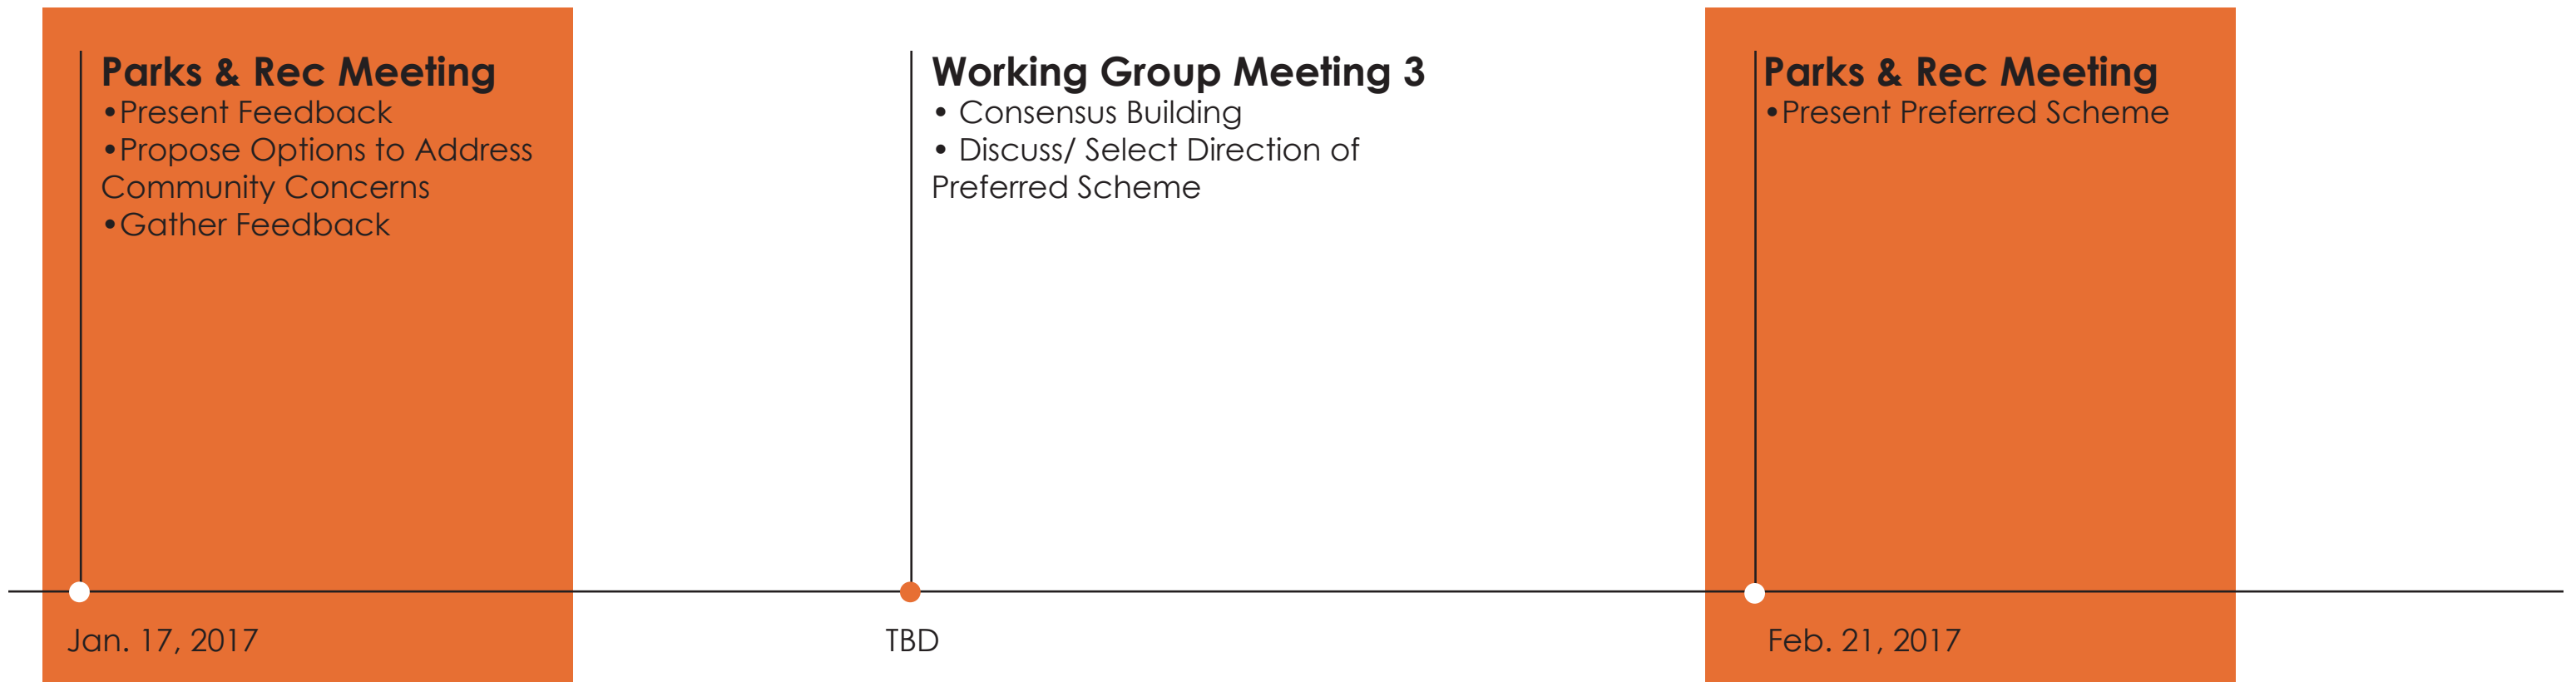 Parks & Rec Meeting
•Present Feedback
•Propose Options to Address
Community Concerns
•Gather Feedback
Jan. 17, 2017
Working Group Meeting 3
• Consensus Building
• Discuss/ Select Direction of
Preferred Scheme
TBD
Parks & Rec Meeting
•Present Preferred Scheme
Feb. 21, 2017